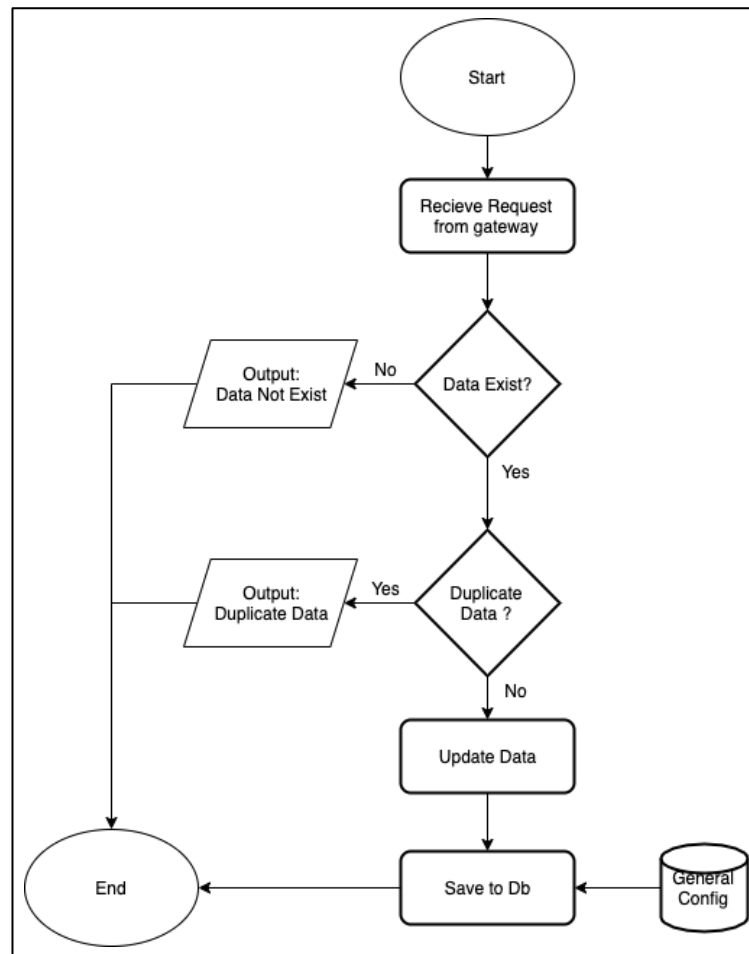 Start
Recieve Request
from gateway
Data Exist?
No
Output:
Data Not Exist
Yes
Duplicate
Data ?
Yes
Output:
Duplicate Data
No
Update Data
Save to Db
General
Config
End